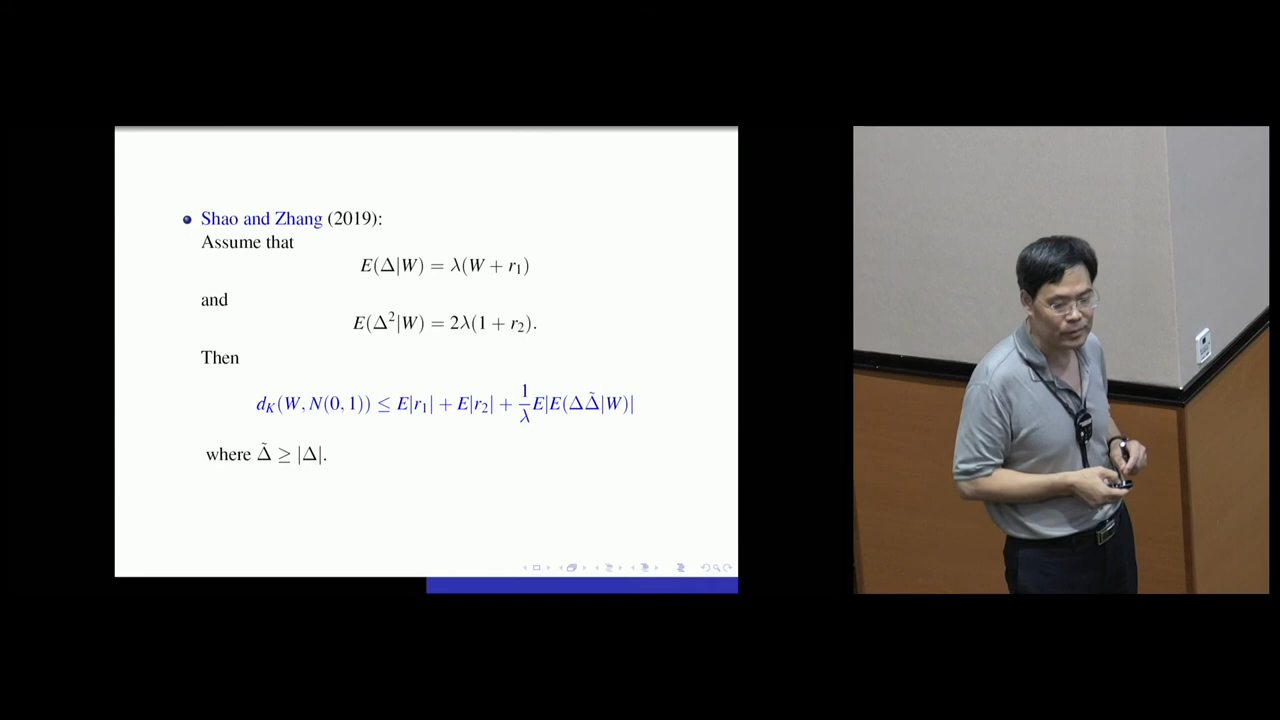 Shao and Zhang (2019):
Assume that
E(Δ|W) = λ(W + r₁)
and
E(Δ²|W) = 2λ(1 + r₂).
Then
d_K(W, N(0, 1)) ≤ E|r₁| + E|r₂| + \frac{1}{λ}E|E(ΔΔ̃|W)|
where Δ̃ ≥ |Δ|.